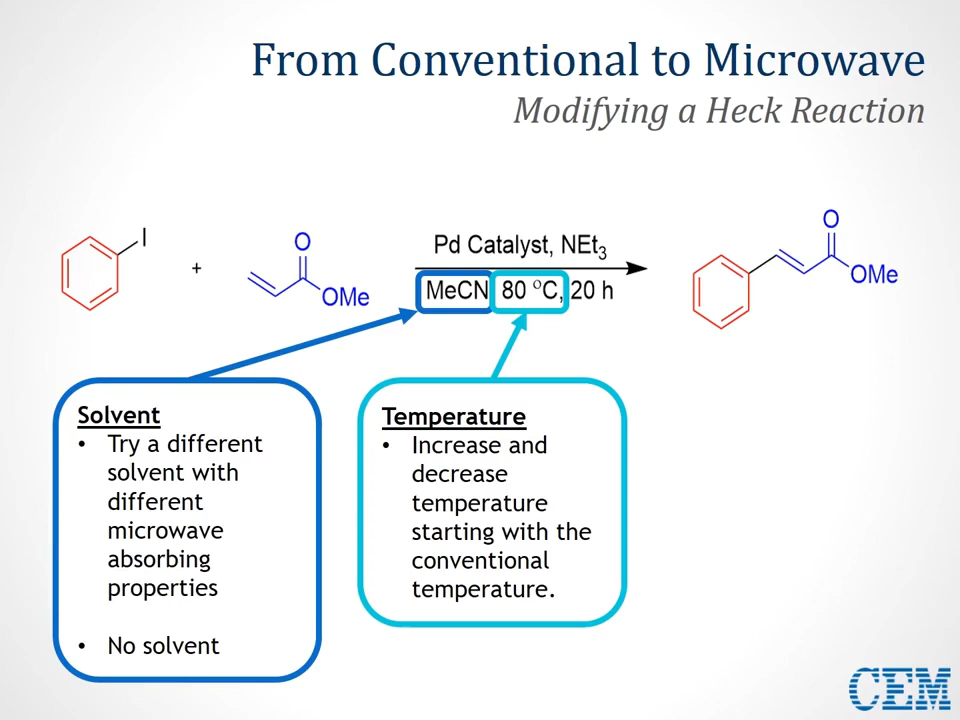 From Conventional to Microwave
Modifying a Heck Reaction
I
+
O
OMe
Pd Catalyst, NEt3
MeCN, 80 °C, 20 h
O
OMe
Solvent
• Try a different
solvent with
different
microwave
absorbing
properties
• No solvent
Temperature
• Increase and
decrease
temperature
starting with the
conventional
temperature.
CEM